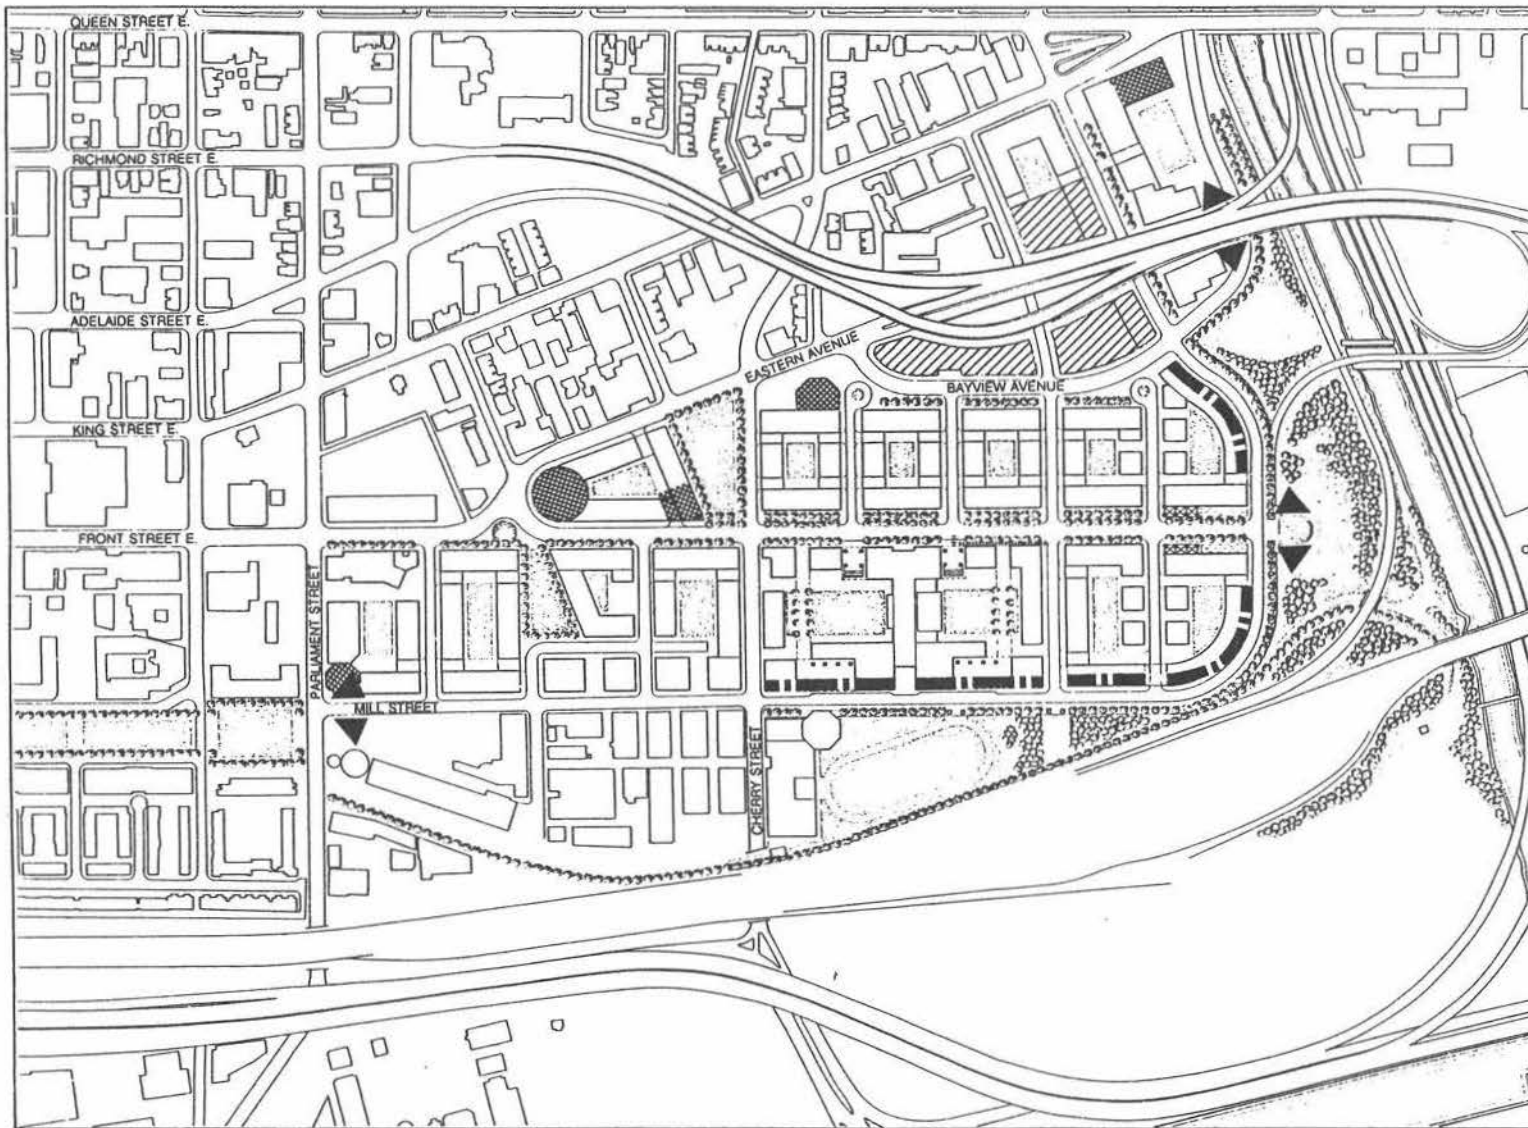 QUEEN STREET E.
RICHMOND STREET E.
ADELAIDE STREET E.
EASTERN AVENUE
BAYVIEW AVENUE
KING STREET E.
FRONT STREET E.
PARLIAMENT STREET
MILL STREET
CHERRY STREET